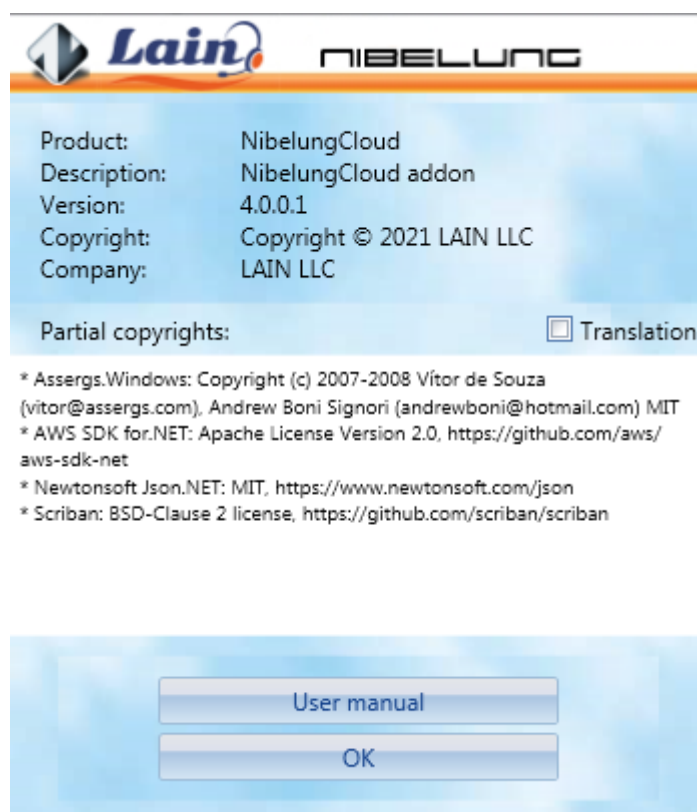 Lain NIBELUNG
Product: NibelungCloud
Description: NibelungCloud addon
Version: 4.0.0.1
Copyright: Copyright © 2021 LAIN LLC
Company: LAIN LLC
Partial copyrights: Translation
* Assergs.Windows: Copyright (c) 2007-2008 Vítor de Souza
(vitor@assergs.com), Andrew Boni Signori (andrewboni@hotmail.com) MIT
* AWS SDK for.NET: Apache License Version 2.0, https://github.com/aws/
aws-sdk-net
* Newtonsoft Json.NET: MIT, https://www.newtonsoft.com/json
* Scriban: BSD-Clause 2 license, https://github.com/scriban/scriban
User manual
OK